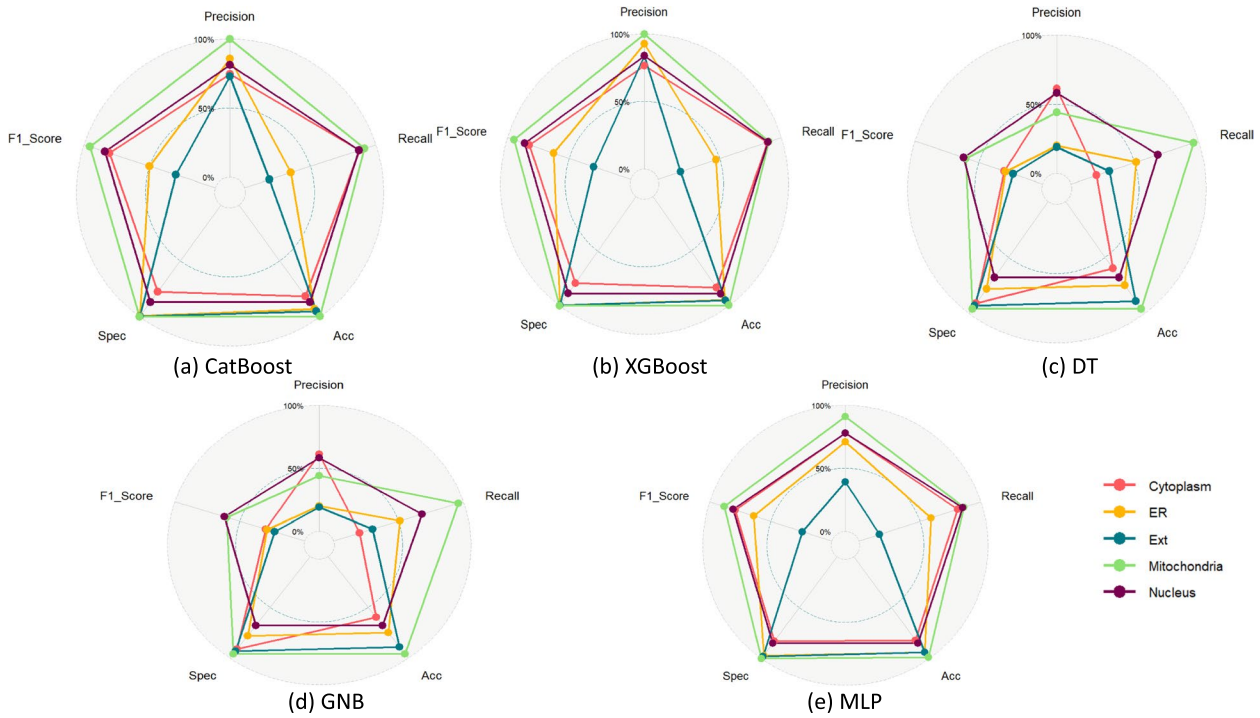 Precision
100%
50%
0%
F1_Score
Recall
Spec
Acc
(a) CatBoost
Precision
100%
50%
0%
F1_Score
Recall
Spec
Acc
(b) XGBoost
Precision
100%
50%
0%
F1_Score
Recall
Spec
Acc
(c) DT
Precision
100%
50%
0%
F1_Score
Recall
Spec
Acc
(d) GNB
Precision
100%
50%
0%
F1_Score
Recall
Spec
Acc
(e) MLP
Cytoplasm
ER
Ext
Mitochondria
Nucleus